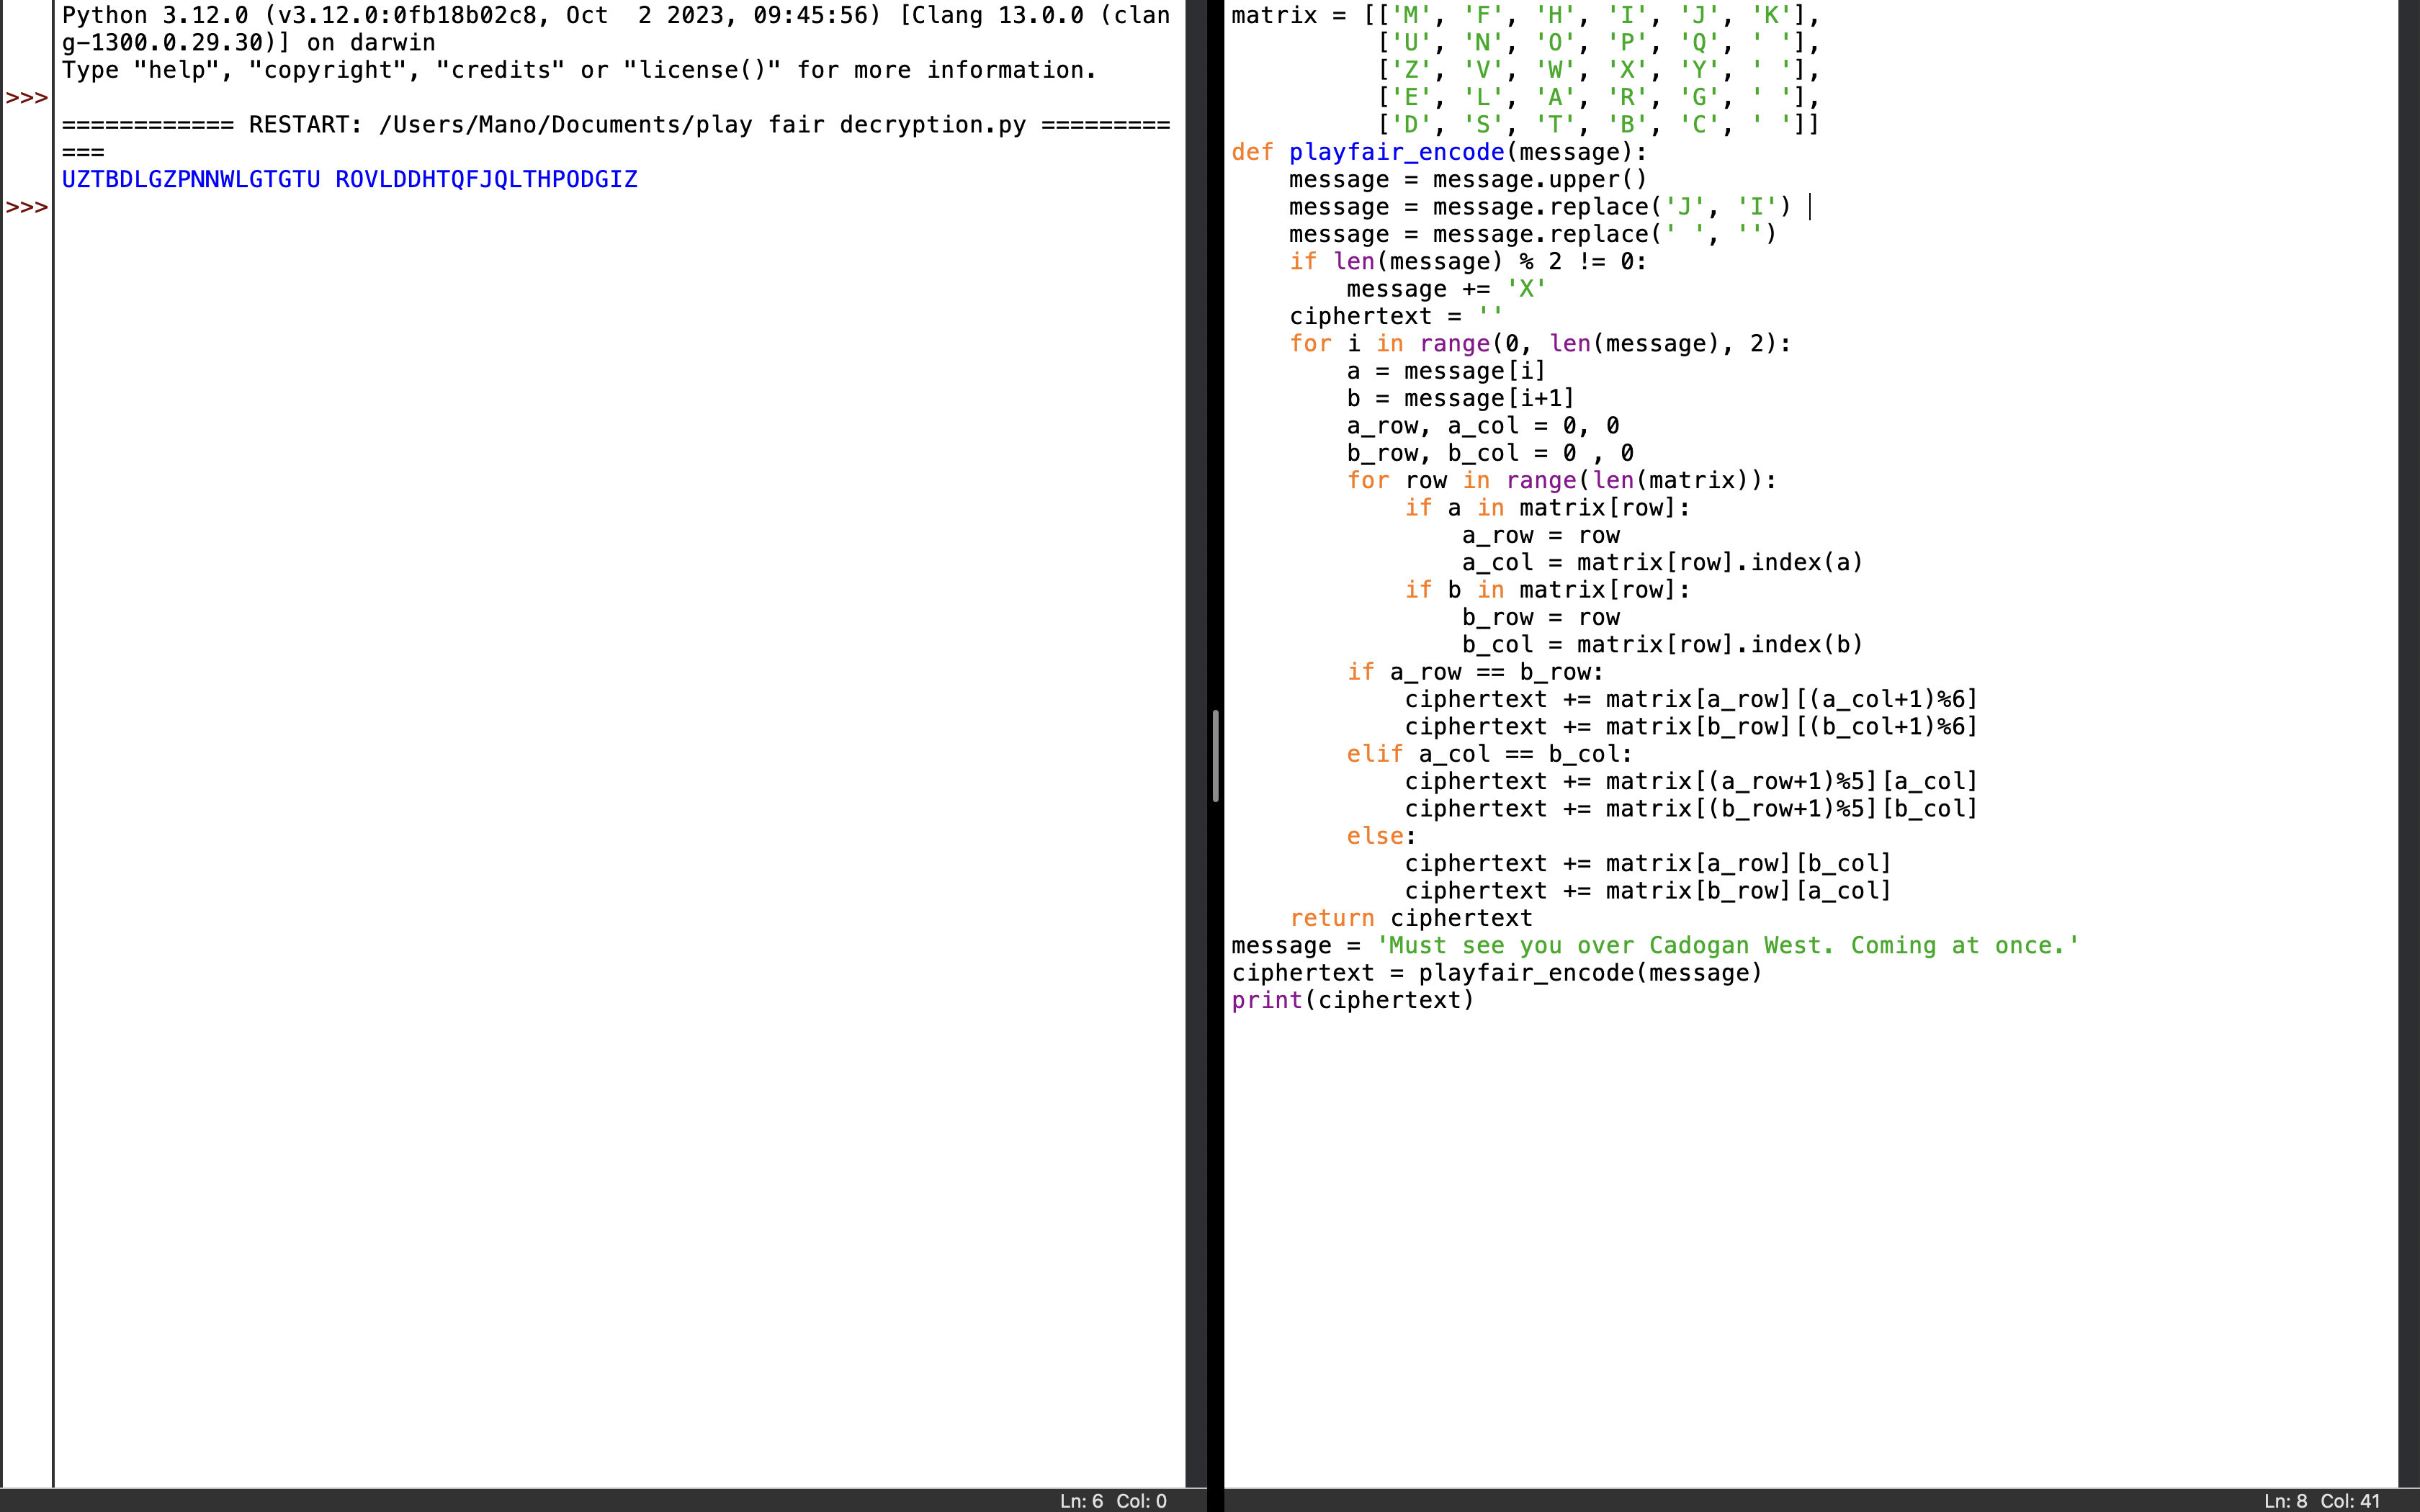 Python 3.12.0 (v3.12.0:0fb18b02c8, Oct  2 2023, 09:45:56) [Clang 13.0.0 (clan
g-1300.0.29.30)] on darwin
Type "help", "copyright", "credits" or "license()" for more information.
>>>
============ RESTART: /Users/Mano/Documents/play fair decryption.py =========
===
UZTBDLGZPNNWLGTGTU ROVLDDHTQFJQLTHPODGIZ
>>>
Ln: 6  Col: 0
matrix = [['M', 'F', 'H', 'I', 'J', 'K'],
          ['U', 'N', 'O', 'P', 'Q', ' '],
          ['Z', 'V', 'W', 'X', 'Y', ' '],
          ['E', 'L', 'A', 'R', 'G', ' '],
          ['D', 'S', 'T', 'B', 'C', ' ']]
def playfair_encode(message):
    message = message.upper()
    message = message.replace('J', 'I')
    message = message.replace(' ', '')
    if len(message) % 2 != 0:
        message += 'X'
    ciphertext = ''
    for i in range(0, len(message), 2):
        a = message[i]
        b = message[i+1]
        a_row, a_col = 0, 0
        b_row, b_col = 0 , 0
        for row in range(len(matrix)):
            if a in matrix[row]:
                a_row = row
                a_col = matrix[row].index(a)
            if b in matrix[row]:
                b_row = row
                b_col = matrix[row].index(b)
        if a_row == b_row:
            ciphertext += matrix[a_row][(a_col+1)%6]
            ciphertext += matrix[b_row][(b_col+1)%6]
        elif a_col == b_col:
            ciphertext += matrix[(a_row+1)%5][a_col]
            ciphertext += matrix[(b_row+1)%5][b_col]
        else:
            ciphertext += matrix[a_row][b_col]
            ciphertext += matrix[b_row][a_col]
    return ciphertext
message = 'Must see you over Cadogan West. Coming at once.'
ciphertext = playfair_encode(message)
print(ciphertext)
Ln: 8  Col: 41